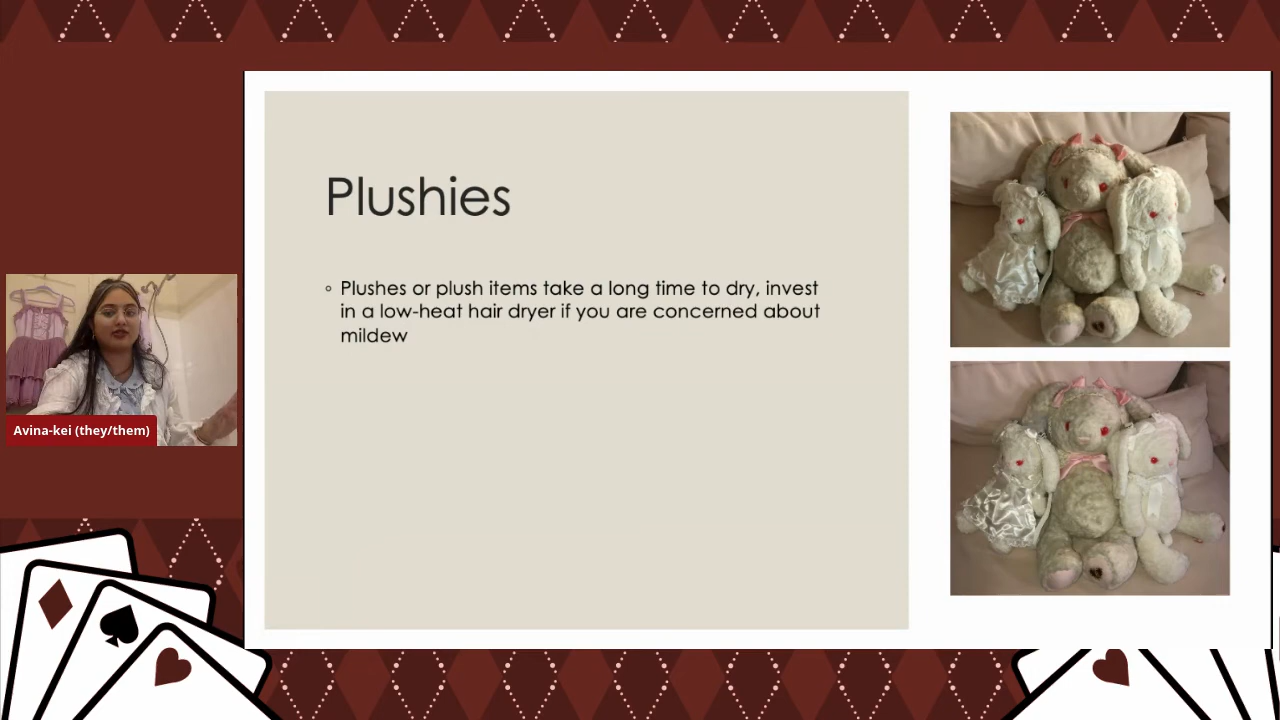 Plushies
Plushes or plush items take a long time to dry, invest
in a low-heat hair dryer if you are concerned about
mildew
Avina-kei (they/them)